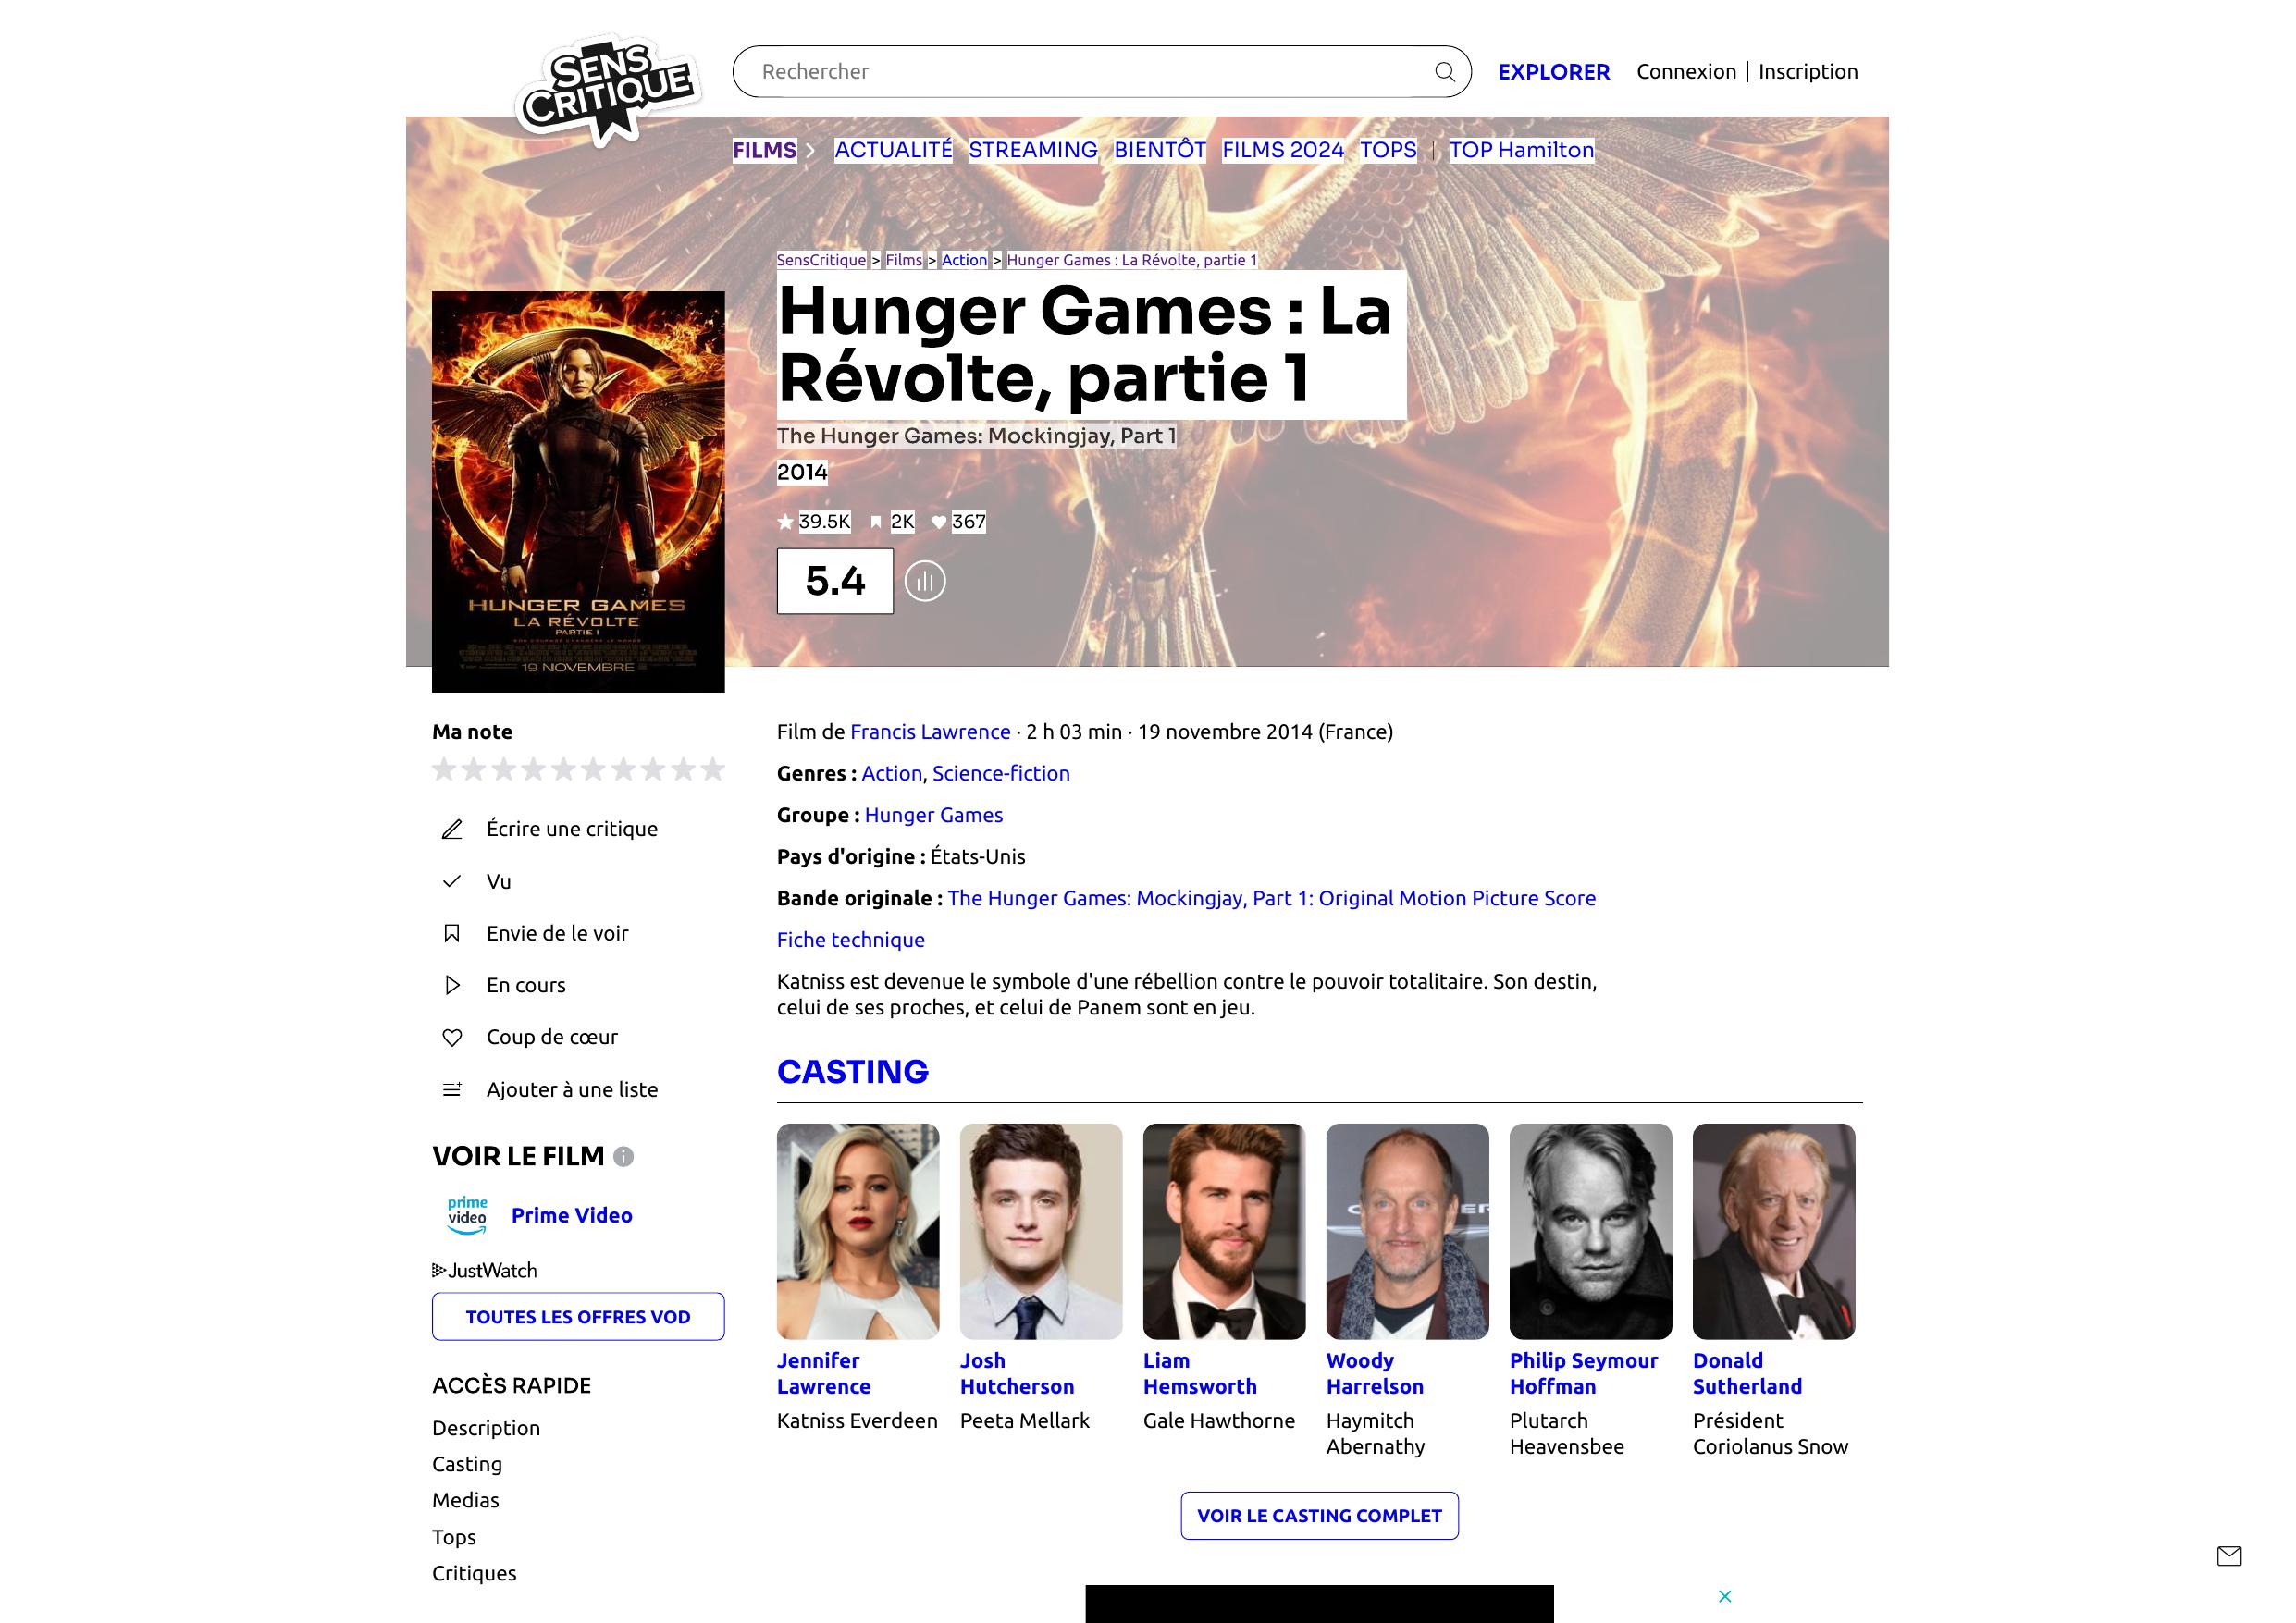 SENS
CRITIQUE
Rechercher
EXPLORER
Connexion | Inscription
FILMS
ACTUALITÉ STREAMING BIENTÔT FILMS 2024 TOPS | TOP Hamilton
SensCritique > Films > Action > Hunger Games : La Révolte, partie 1
Hunger Games : La
Révolte, partie 1
The Hunger Games: Mockingjay, Part 1
2014
39.5K 2K 367
5.4
HUNGER GAMES
LA RÉVOLTE
PARTIE 1
19 NOVEMBRE
Ma note
Écrire une critique
Vu
Envie de le voir
En cours
Coup de cœur
Ajouter à une liste
VOIR LE FILM
prime
video
Prime Video
JustWatch
TOUTES LES OFFRES VOD
ACCÈS RAPIDE
Description
Casting
Medias
Tops
Critiques
Film de Francis Lawrence · 2 h 03 min · 19 novembre 2014 (France)
Genres : Action, Science-fiction
Groupe : Hunger Games
Pays d'origine : États-Unis
Bande originale : The Hunger Games: Mockingjay, Part 1: Original Motion Picture Score
Fiche technique
Katniss est devenue le symbole d'une rébellion contre le pouvoir totalitaire. Son destin,
celui de ses proches, et celui de Panem sont en jeu.
CASTING
Jennifer
Lawrence
Katniss Everdeen
Josh
Hutcherson
Peeta Mellark
Liam
Hemsworth
Gale Hawthorne
Woody
Harrelson
Haymitch
Abernathy
Philip Seymour
Hoffman
Plutarch
Heavensbee
Donald
Sutherland
Président
Coriolanus Snow
VOIR LE CASTING COMPLET